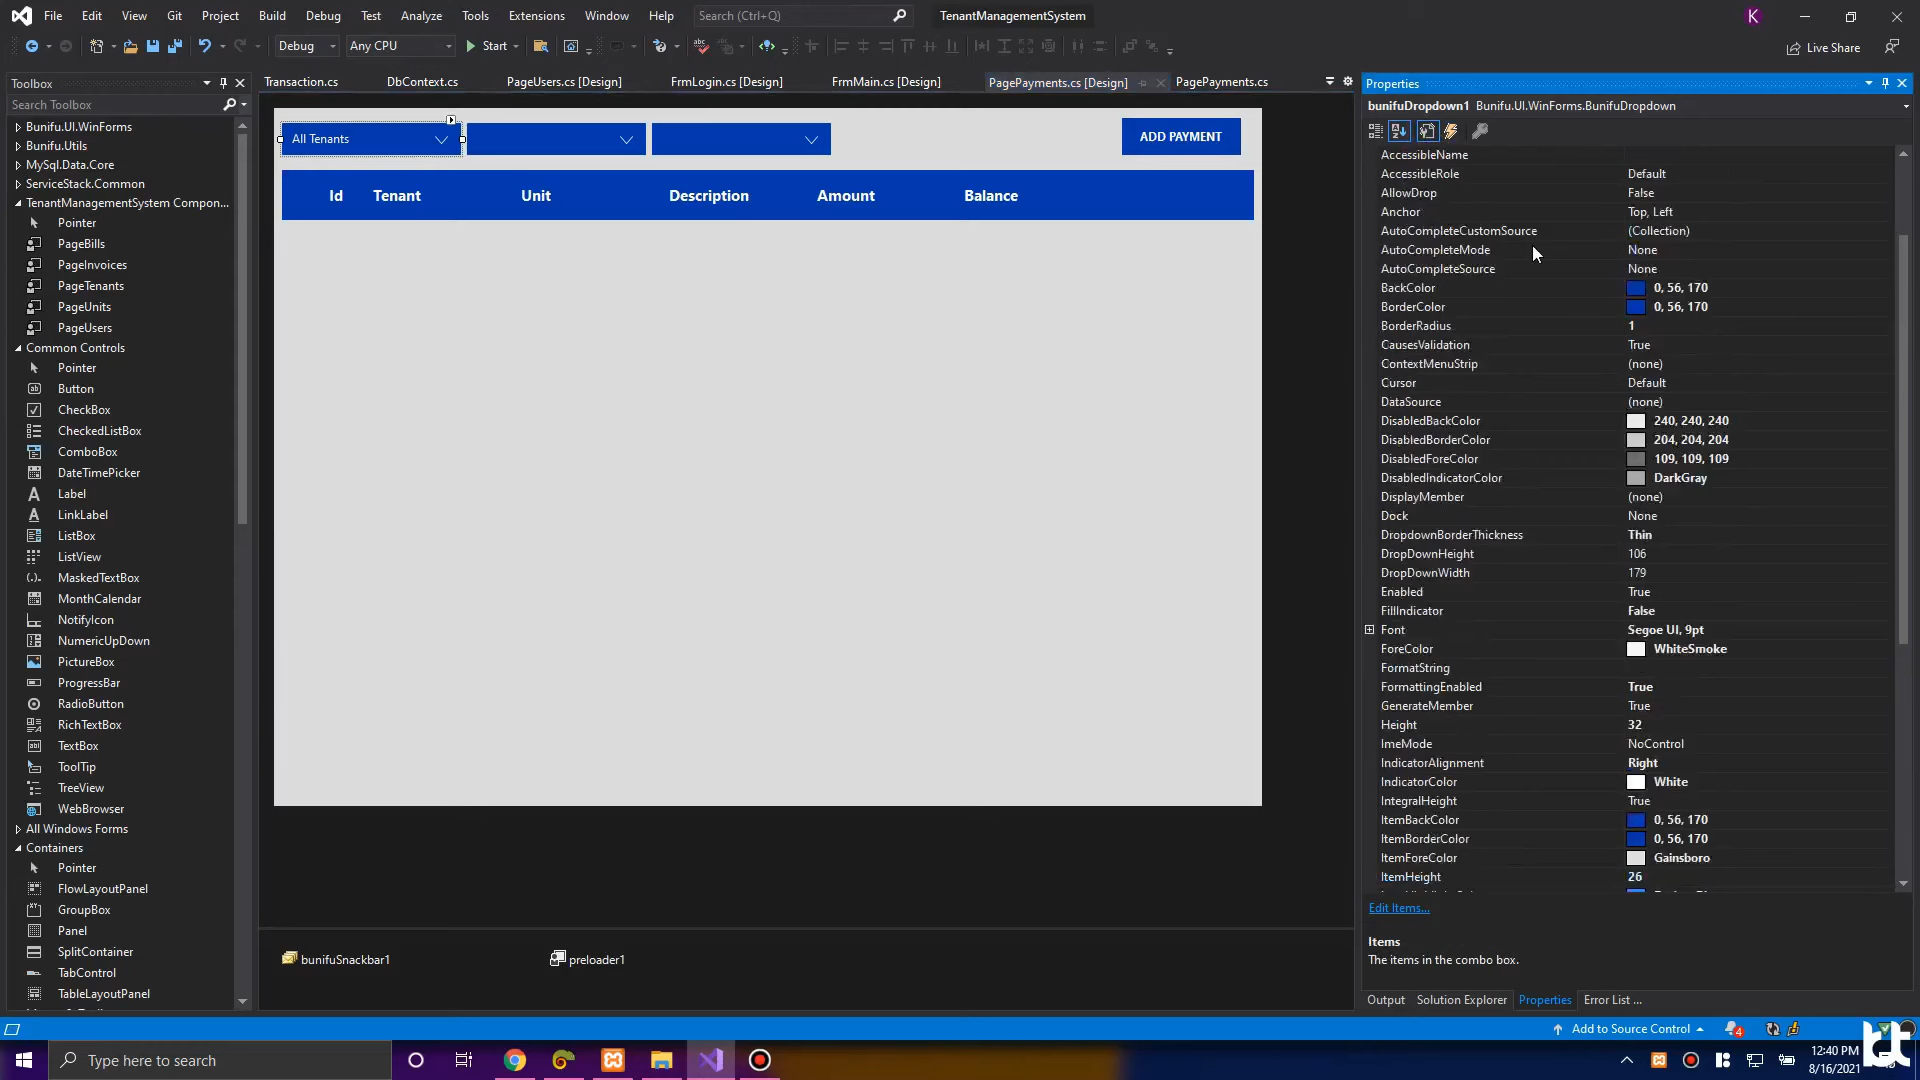 File Edit View Git Project Build Debug Test Analyze Tools Extensions Window Help Search (Ctrl+Q) TenantManagementSystem K
Debug Any CPU Start Live Share
Toolbox
Search Toolbox
Bunifu.UI.WinForms
Bunifu.Utils
MySql.Data.Core
ServiceStack.Common
TenantManagementSystem Compon...
Pointer
PageBills
PageInvoices
PageTenants
PageUnits
PageUsers
Common Controls
Pointer
Button
CheckBox
CheckedListBox
ComboBox
DateTimePicker
Label
LinkLabel
ListBox
ListView
MaskedTextBox
MonthCalendar
NotifyIcon
NumericUpDown
PictureBox
ProgressBar
RadioButton
RichTextBox
TextBox
ToolTip
TreeView
WebBrowser
All Windows Forms
Containers
Pointer
FlowLayoutPanel
GroupBox
Panel
SplitContainer
TabControl
TableLayoutPanel
Transaction.cs DbContext.cs PageUsers.cs [Design] FrmLogin.cs [Design] FrmMain.cs [Design] PagePayments.cs [Design] PagePayments.cs
All Tenants ADD PAYMENT
Id Tenant Unit Description Amount Balance
bunifuSnackbar1 preloader1
Properties
bunifuDropdown1 Bunifu.UI.WinForms.BunifuDropdown
AccessibleName
AccessibleRole Default
AllowDrop False
Anchor Top, Left
AutoCompleteCustomSource (Collection)
AutoCompleteMode None
AutoCompleteSource None
BackColor 0, 56, 170
BorderColor 0, 56, 170
BorderRadius 1
CausesValidation True
ContextMenuStrip (none)
Cursor Default
DataSource (none)
DisabledBackColor 240, 240, 240
DisabledBorderColor 204, 204, 204
DisabledForeColor 109, 109, 109
DisabledIndicatorColor DarkGray
DisplayMember (none)
Dock None
DropdownBorderThickness Thin
DropDownHeight 106
DropDownWidth 179
Enabled True
FillIndicator False
Font Segoe UI, 9pt
ForeColor WhiteSmoke
FormatString
FormattingEnabled True
GenerateMember True
Height 32
ImeMode NoControl
IndicatorAlignment Right
IndicatorColor White
IntegralHeight True
ItemBackColor 0, 56, 170
ItemBorderColor 0, 56, 170
ItemForeColor Gainsboro
ItemHeight 26
Edit Items...
Items
The items in the combo box.
Output Solution Explorer Properties Error List ...
Add to Source Control 4
Type here to search
12:40 PM
8/16/2021